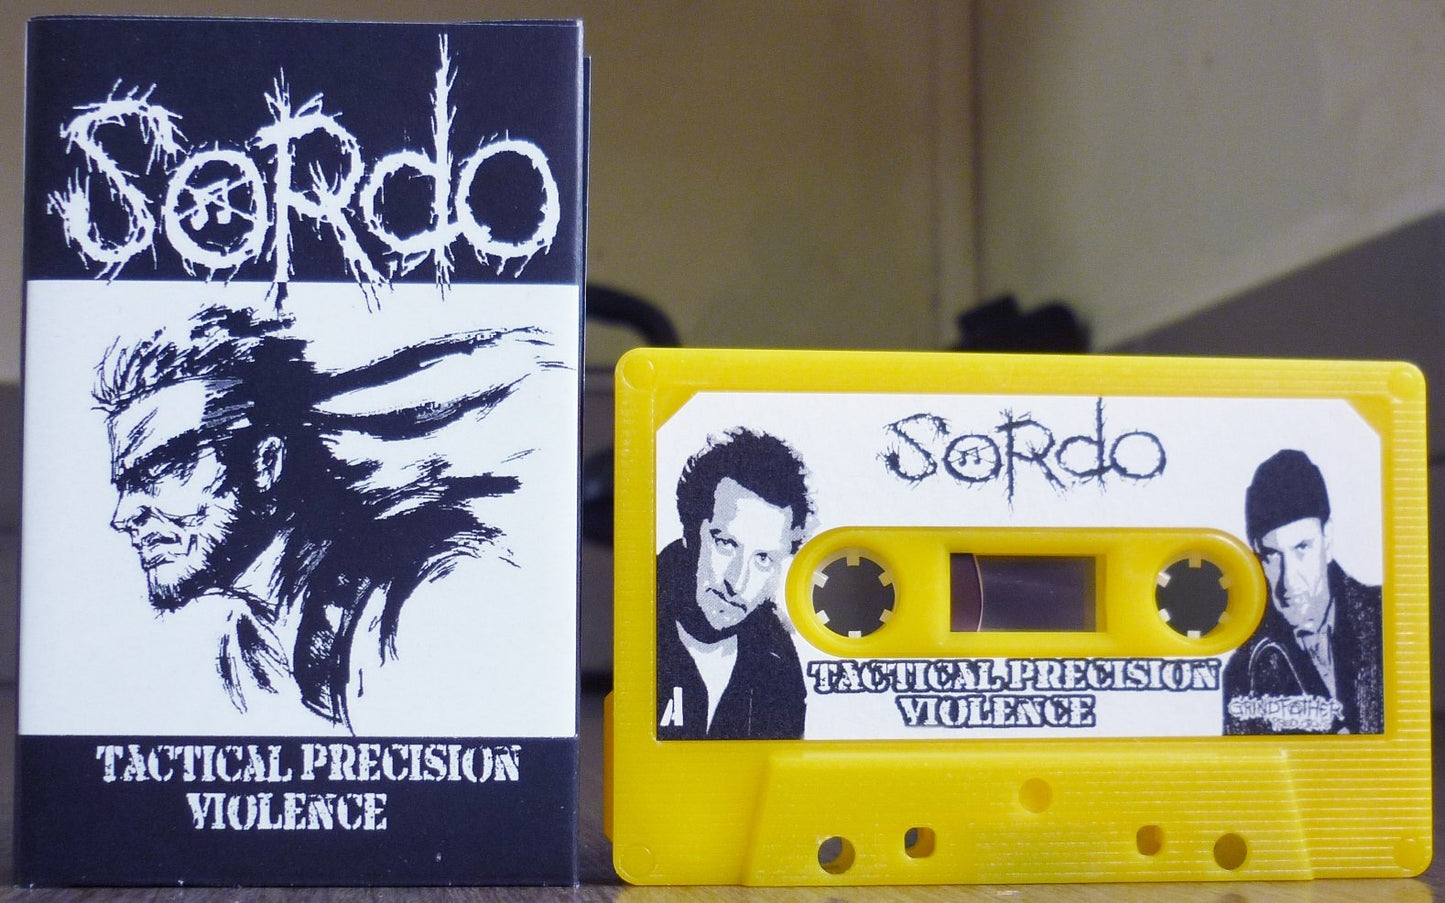 SoRdo
TACTICAL PRECISION
VIOLENCE
SoRdo
TACTICAL PRECISION
VIOLENCE
A
GRINDFATHER